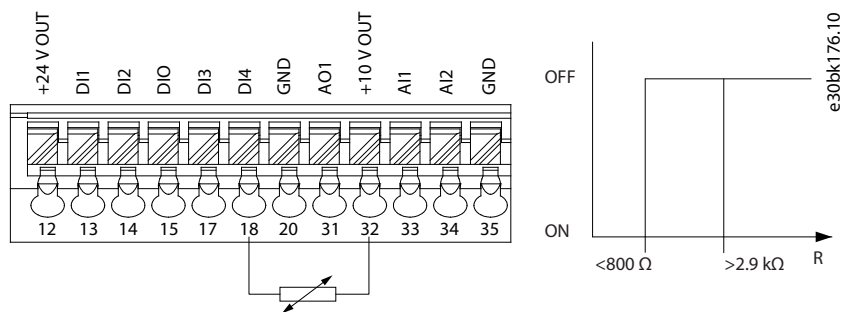 +24 V OUT
DI1
DI2
DIO
DI3
DI4
GND
AO1
+10 V OUT
AI1
AI2
GND
12 13 14 15 17 18 20 31 32 33 34 35
OFF
ON
<800 Ω
>2.9 kΩ
R
e30bk176.10